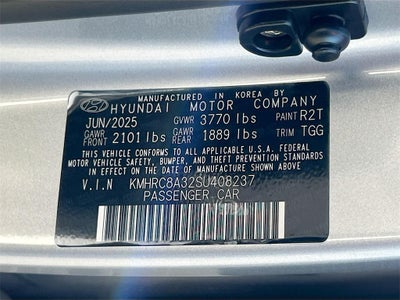 MANUFACTURED IN KOREA BY
HYUNDAI MOTOR COMPANY
JUN/2025 GVWR 3770 lbs PAINT R2T
GAWR FRT 2101 lbs GAWR RR 1889 lbs TRIM TGG
THIS VEHICLE CONFORMS TO ALL APPLICABLE U.S.A. FEDERAL
MOTOR VEHICLE SAFETY, BUMPER, AND THEFT PREVENTION STANDARDS
IN EFFECT ON THE DATE OF MANUFACTURE SHOWN ABOVE.
V.I.N KMHRC8A32SU408237
PASSENGER CAR